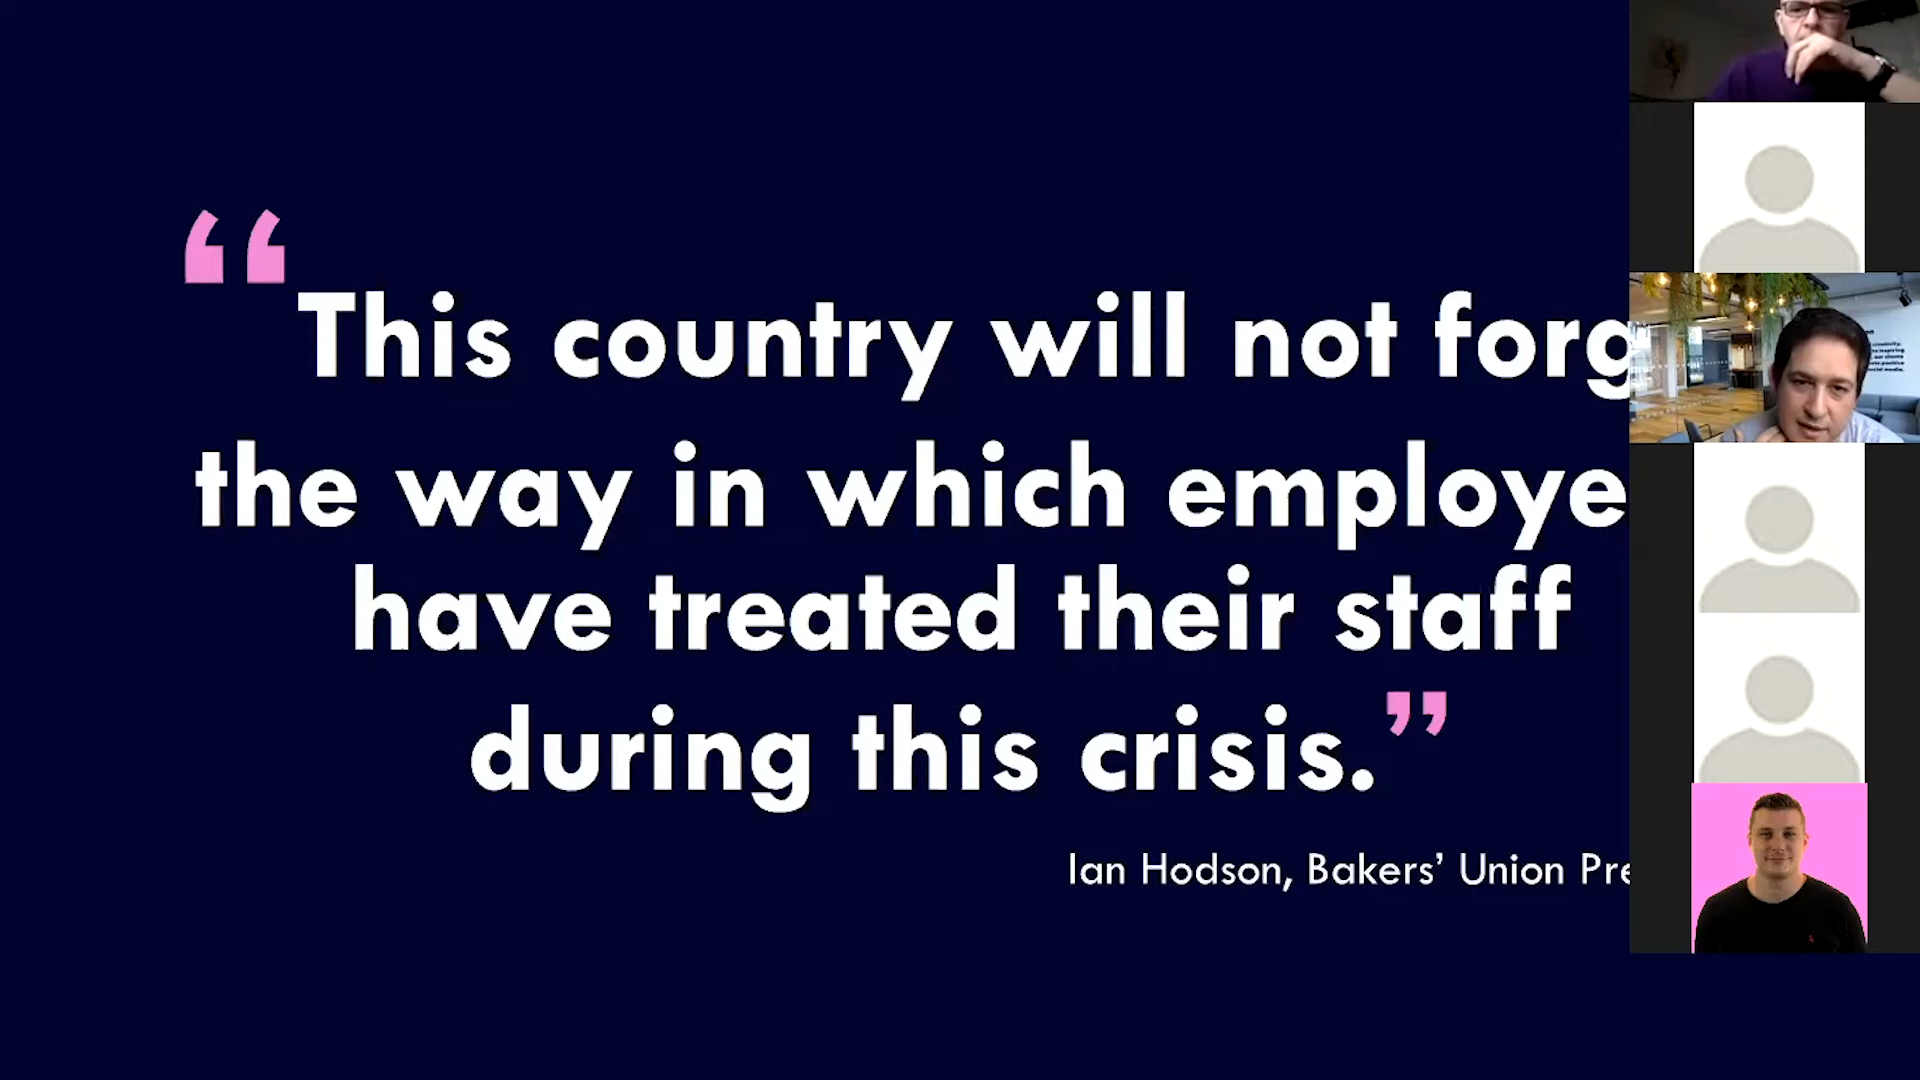 “This country will not forg
the way in which employe
have treated their staff
during this crisis.”
Ian Hodson, Bakers’ Union Pre